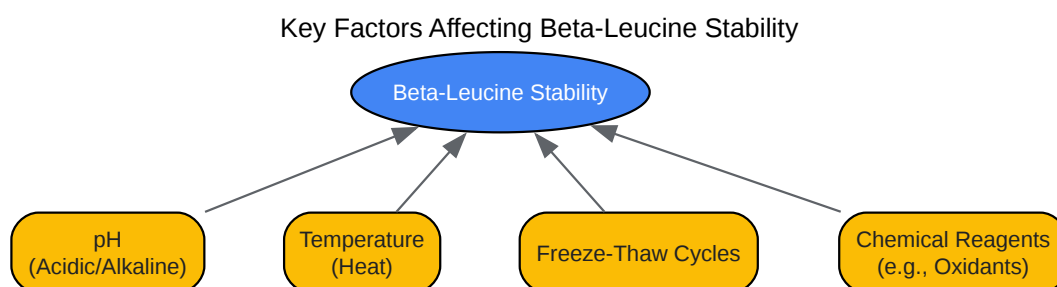 Key Factors Affecting Beta-Leucine Stability
Beta-Leucine Stability
pH
(Acidic/Alkaline)
Temperature
(Heat)
Freeze-Thaw Cycles
Chemical Reagents
(e.g., Oxidants)